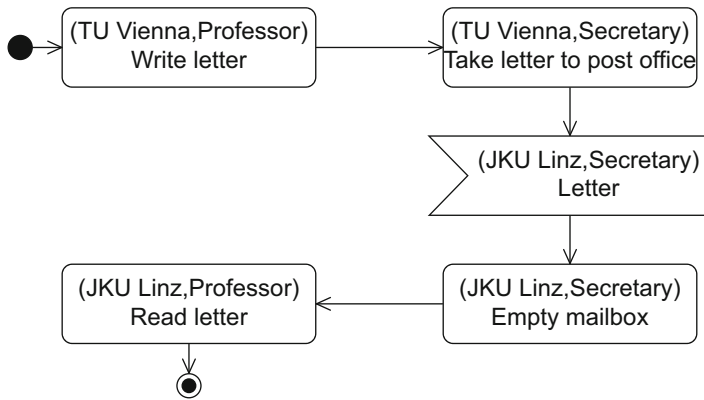 (TU Vienna,Professor)
Write letter
(TU Vienna,Secretary)
Take letter to post office
(JKU Linz,Secretary)
Letter
(JKU Linz,Professor)
Read letter
(JKU Linz,Secretary)
Empty mailbox